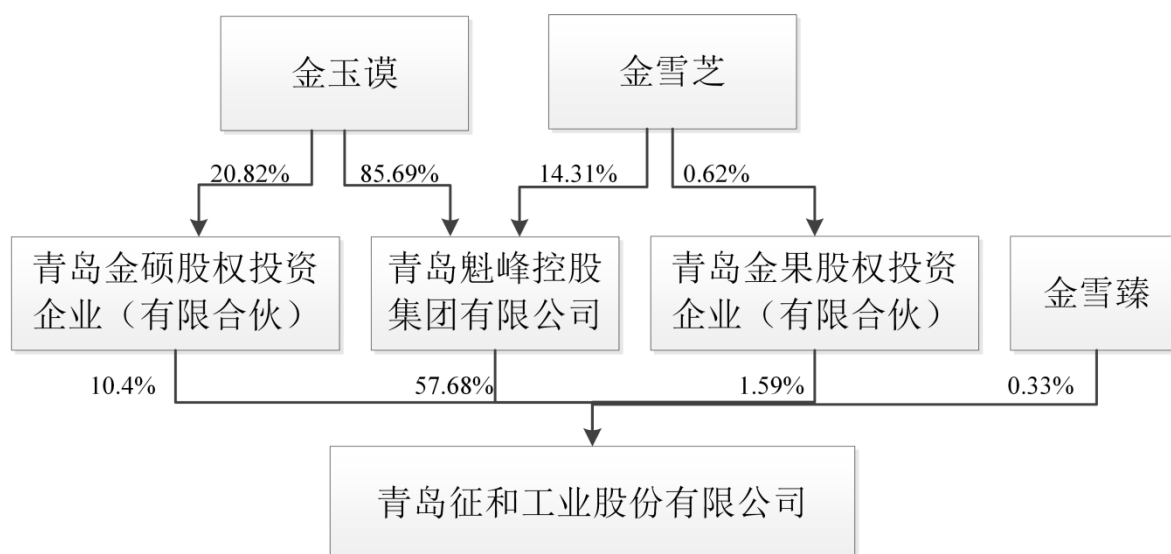 金玉谟
金雪芝
20.82%
85.69%
14.31%
0.62%
青岛金硕股权投资
企业（有限合伙）
青岛魁峰控股
集团有限公司
青岛金果股权投资
企业（有限合伙）
金雪臻
10.4%
57.68%
1.59%
0.33%
青岛征和工业股份有限公司